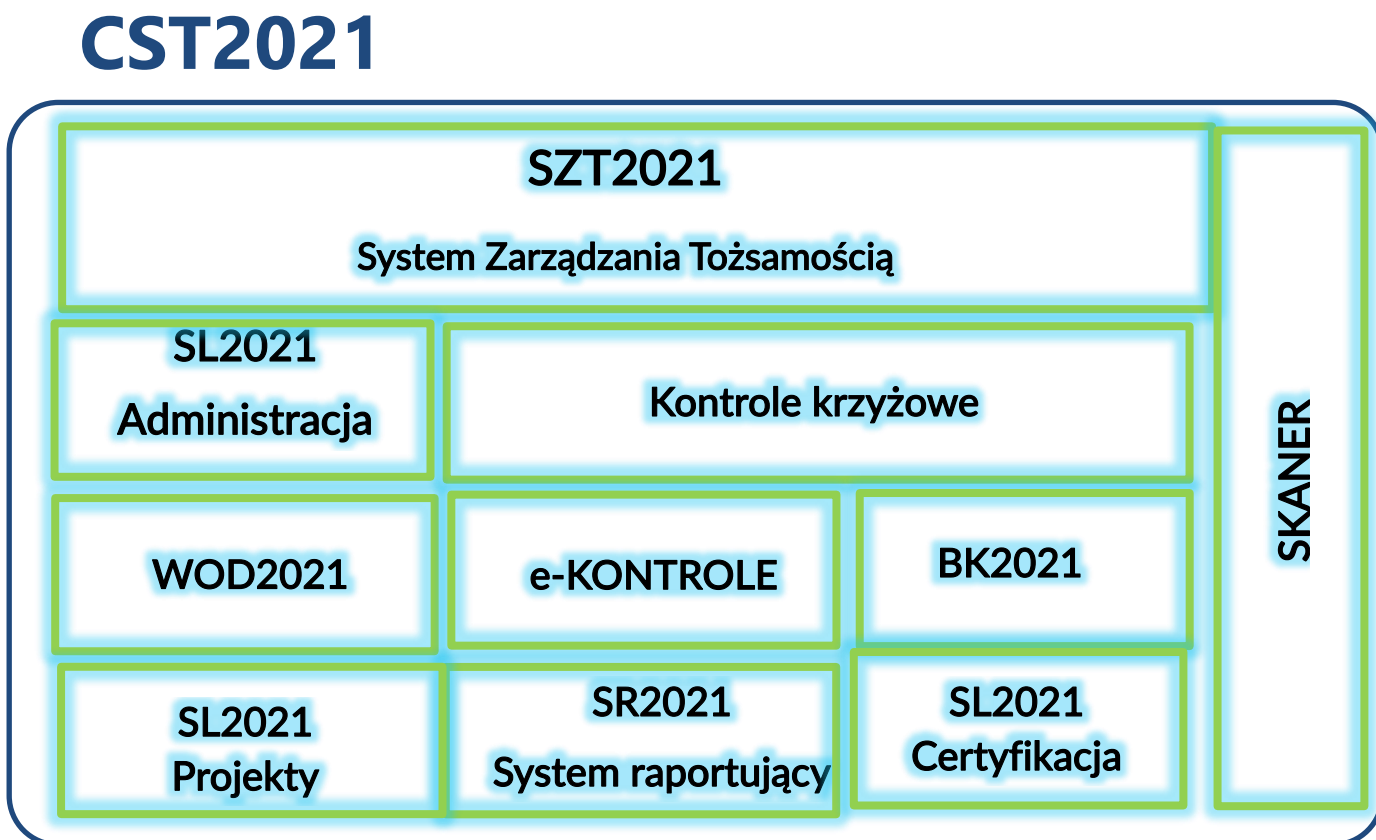 CST2021
SZT2021
System Zarządzania Tożsamością
SL2021
Administracja
Kontrole krzyżowe
SKANER
WOD2021
e-KONTROLE
BK2021
SL2021
Projekty
SR2021
System raportujący
SL2021
Certyfikacja